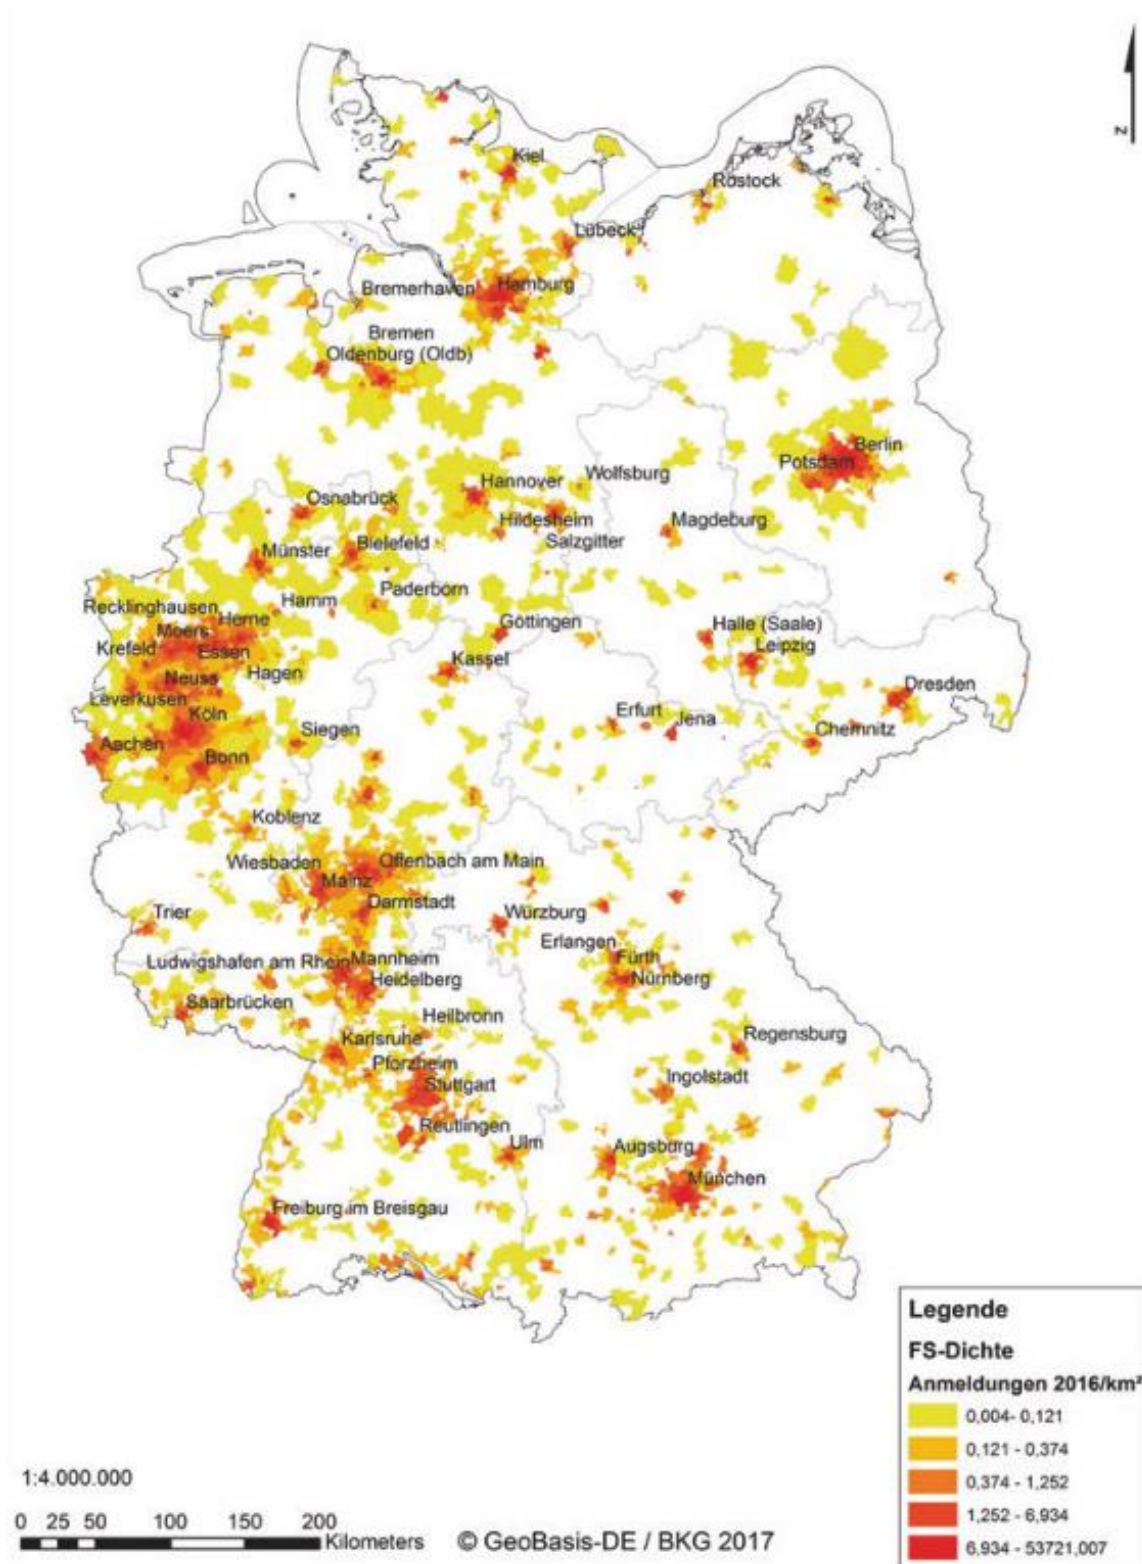 z
Kiel
Rostock
Lübeck
Bremerhaven
Hamburg
Bremen
Oldenburg (Oldb)
Berlin
Potsdam
Wolfsburg
Hannover
Osnabrück
Hildesheim
Magdeburg
Salzgitter
Münster
Bielefeld
Paderborn
Hamm
Recklinghausen
Herne
Göttingen
Halle (Saale)
Moers
Krefeld
Essen
Leipzig
Kassel
Hagen
Neuss
Dresden
Leverkusen
Köln
Erfurt
Jena
Chemnitz
Siegen
Aachen
Bonn
Koblenz
Wiesbaden
Offenbach am Main
Mainz
Darmstadt
Trier
Würzburg
Erlangen
Fürth
Ludwigshafen am Rhein
Mannheim
Heidelberg
Nürnberg
Saarbrücken
Heilbronn
Karlsruhe
Regensburg
Pforzheim
Ingolstadt
Stuttgart
Reutlingen
Ulm
Augsburg
München
Freiburg im Breisgau
Legende
FS-Dichte
Anmeldungen 2016/km²
0,004- 0,121
0,121 - 0,374
0,374 - 1,252
1,252 - 6,934
6,934 - 53721,007
1:4.000.000
0 25 50 100 150 200
Kilometers
© GeoBasis-DE / BKG 2017